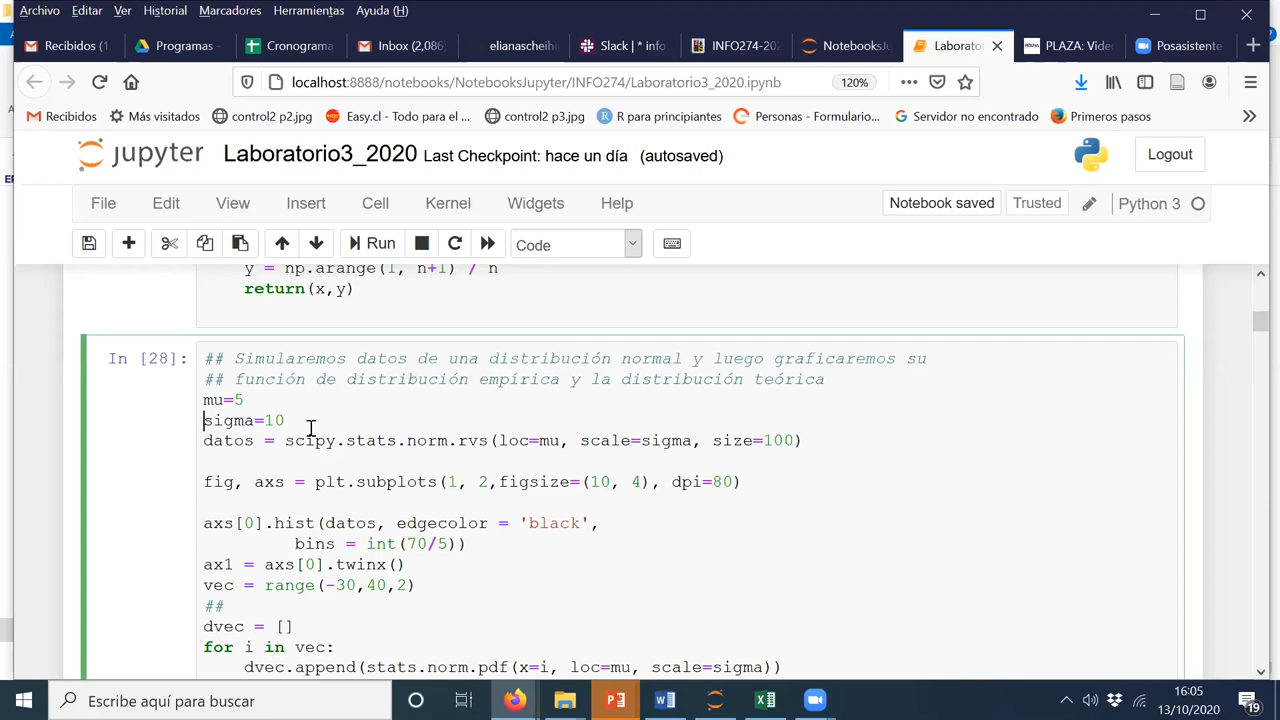 Archivo Editar Ver Historial Marcadores Herramientas Ayuda (H)
Recibidos (1 Programas - Cronogramа Inbox (2,086 elianascheih Slack | * info INFO274-202 NotebooksJu Laborato PLAZA: Vide Posasistente
localhost:8888/notebooks/NotebooksJupyter/INFO274/Laboratorio3_2020.ipynb 120%
Recibidos Más visitados control2 p2.jpg Easy.cl - Todo para el ... control2 p3.jpg R para principiantes Personas - Formulario... Servidor no encontrado Primeros pasos
jupyter Laboratorio3_2020 Last Checkpoint: hace un día (autosaved) Logout
File Edit View Insert Cell Kernel Widgets Help Notebook saved Trusted Python 3
Run Code
y = np.arange(1, n+1) / n
return(x,y)
In [28]: ## Simularemos datos de una distribución normal y luego graficaremos su
## función de distribución empírica y la distribución teórica
mu=5
sigma=10
datos = scipy.stats.norm.rvs(loc=mu, scale=sigma, size=100)
fig, axs = plt.subplots(1, 2,figsize=(10, 4), dpi=80)
axs[0].hist(datos, edgecolor = 'black',
bins = int(70/5))
ax1 = axs[0].twinx()
vec = range(-30,40,2)
##
dvec = []
for i in vec:
dvec.append(stats.norm.pdf(x=i, loc=mu, scale=sigma))
Escribe aquí para buscar
16:05
13/10/2020
19